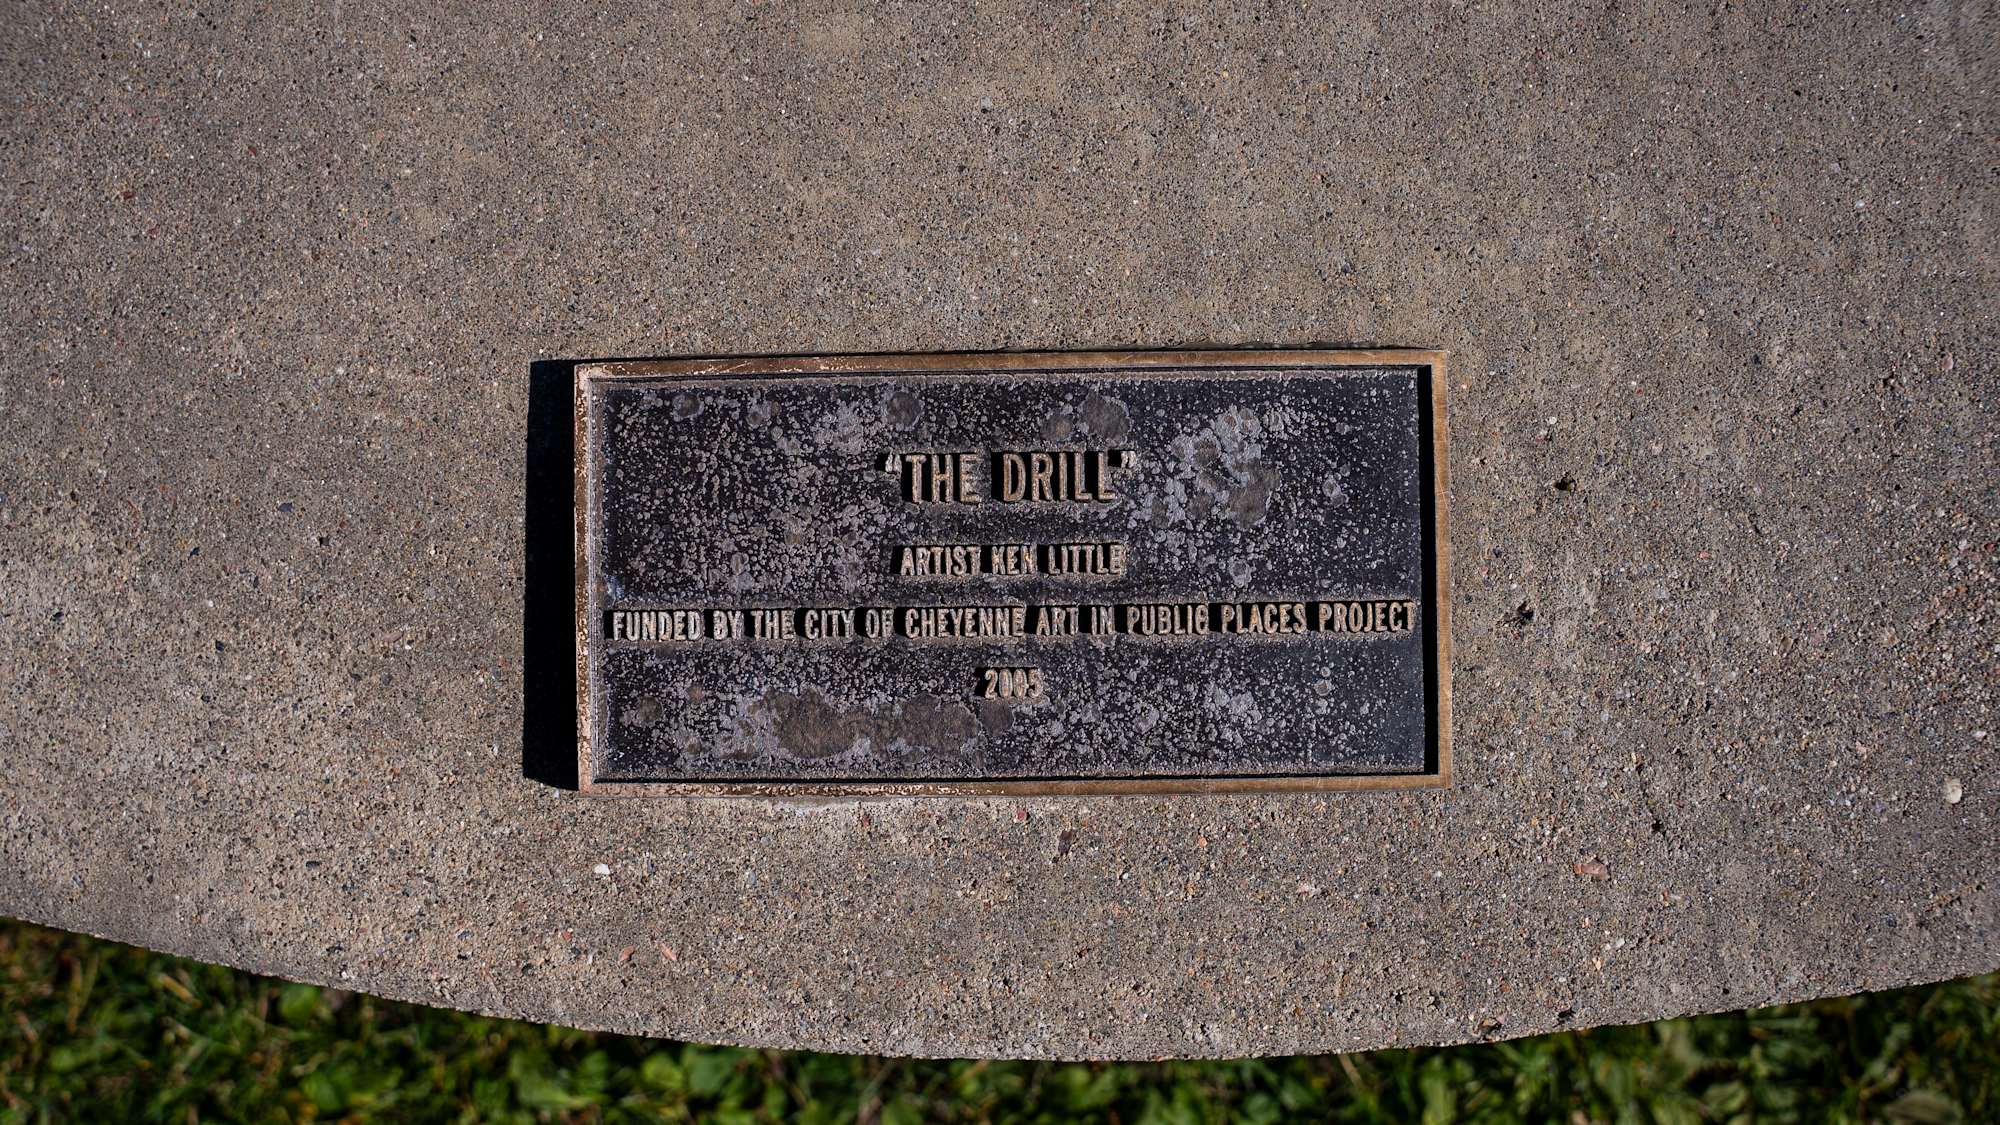 “THE DRILL”
ARTIST KEN LITTLE
FUNDED BY THE CITY OF CHEYENNE ART IN PUBLIC PLACES PROJECT
2005